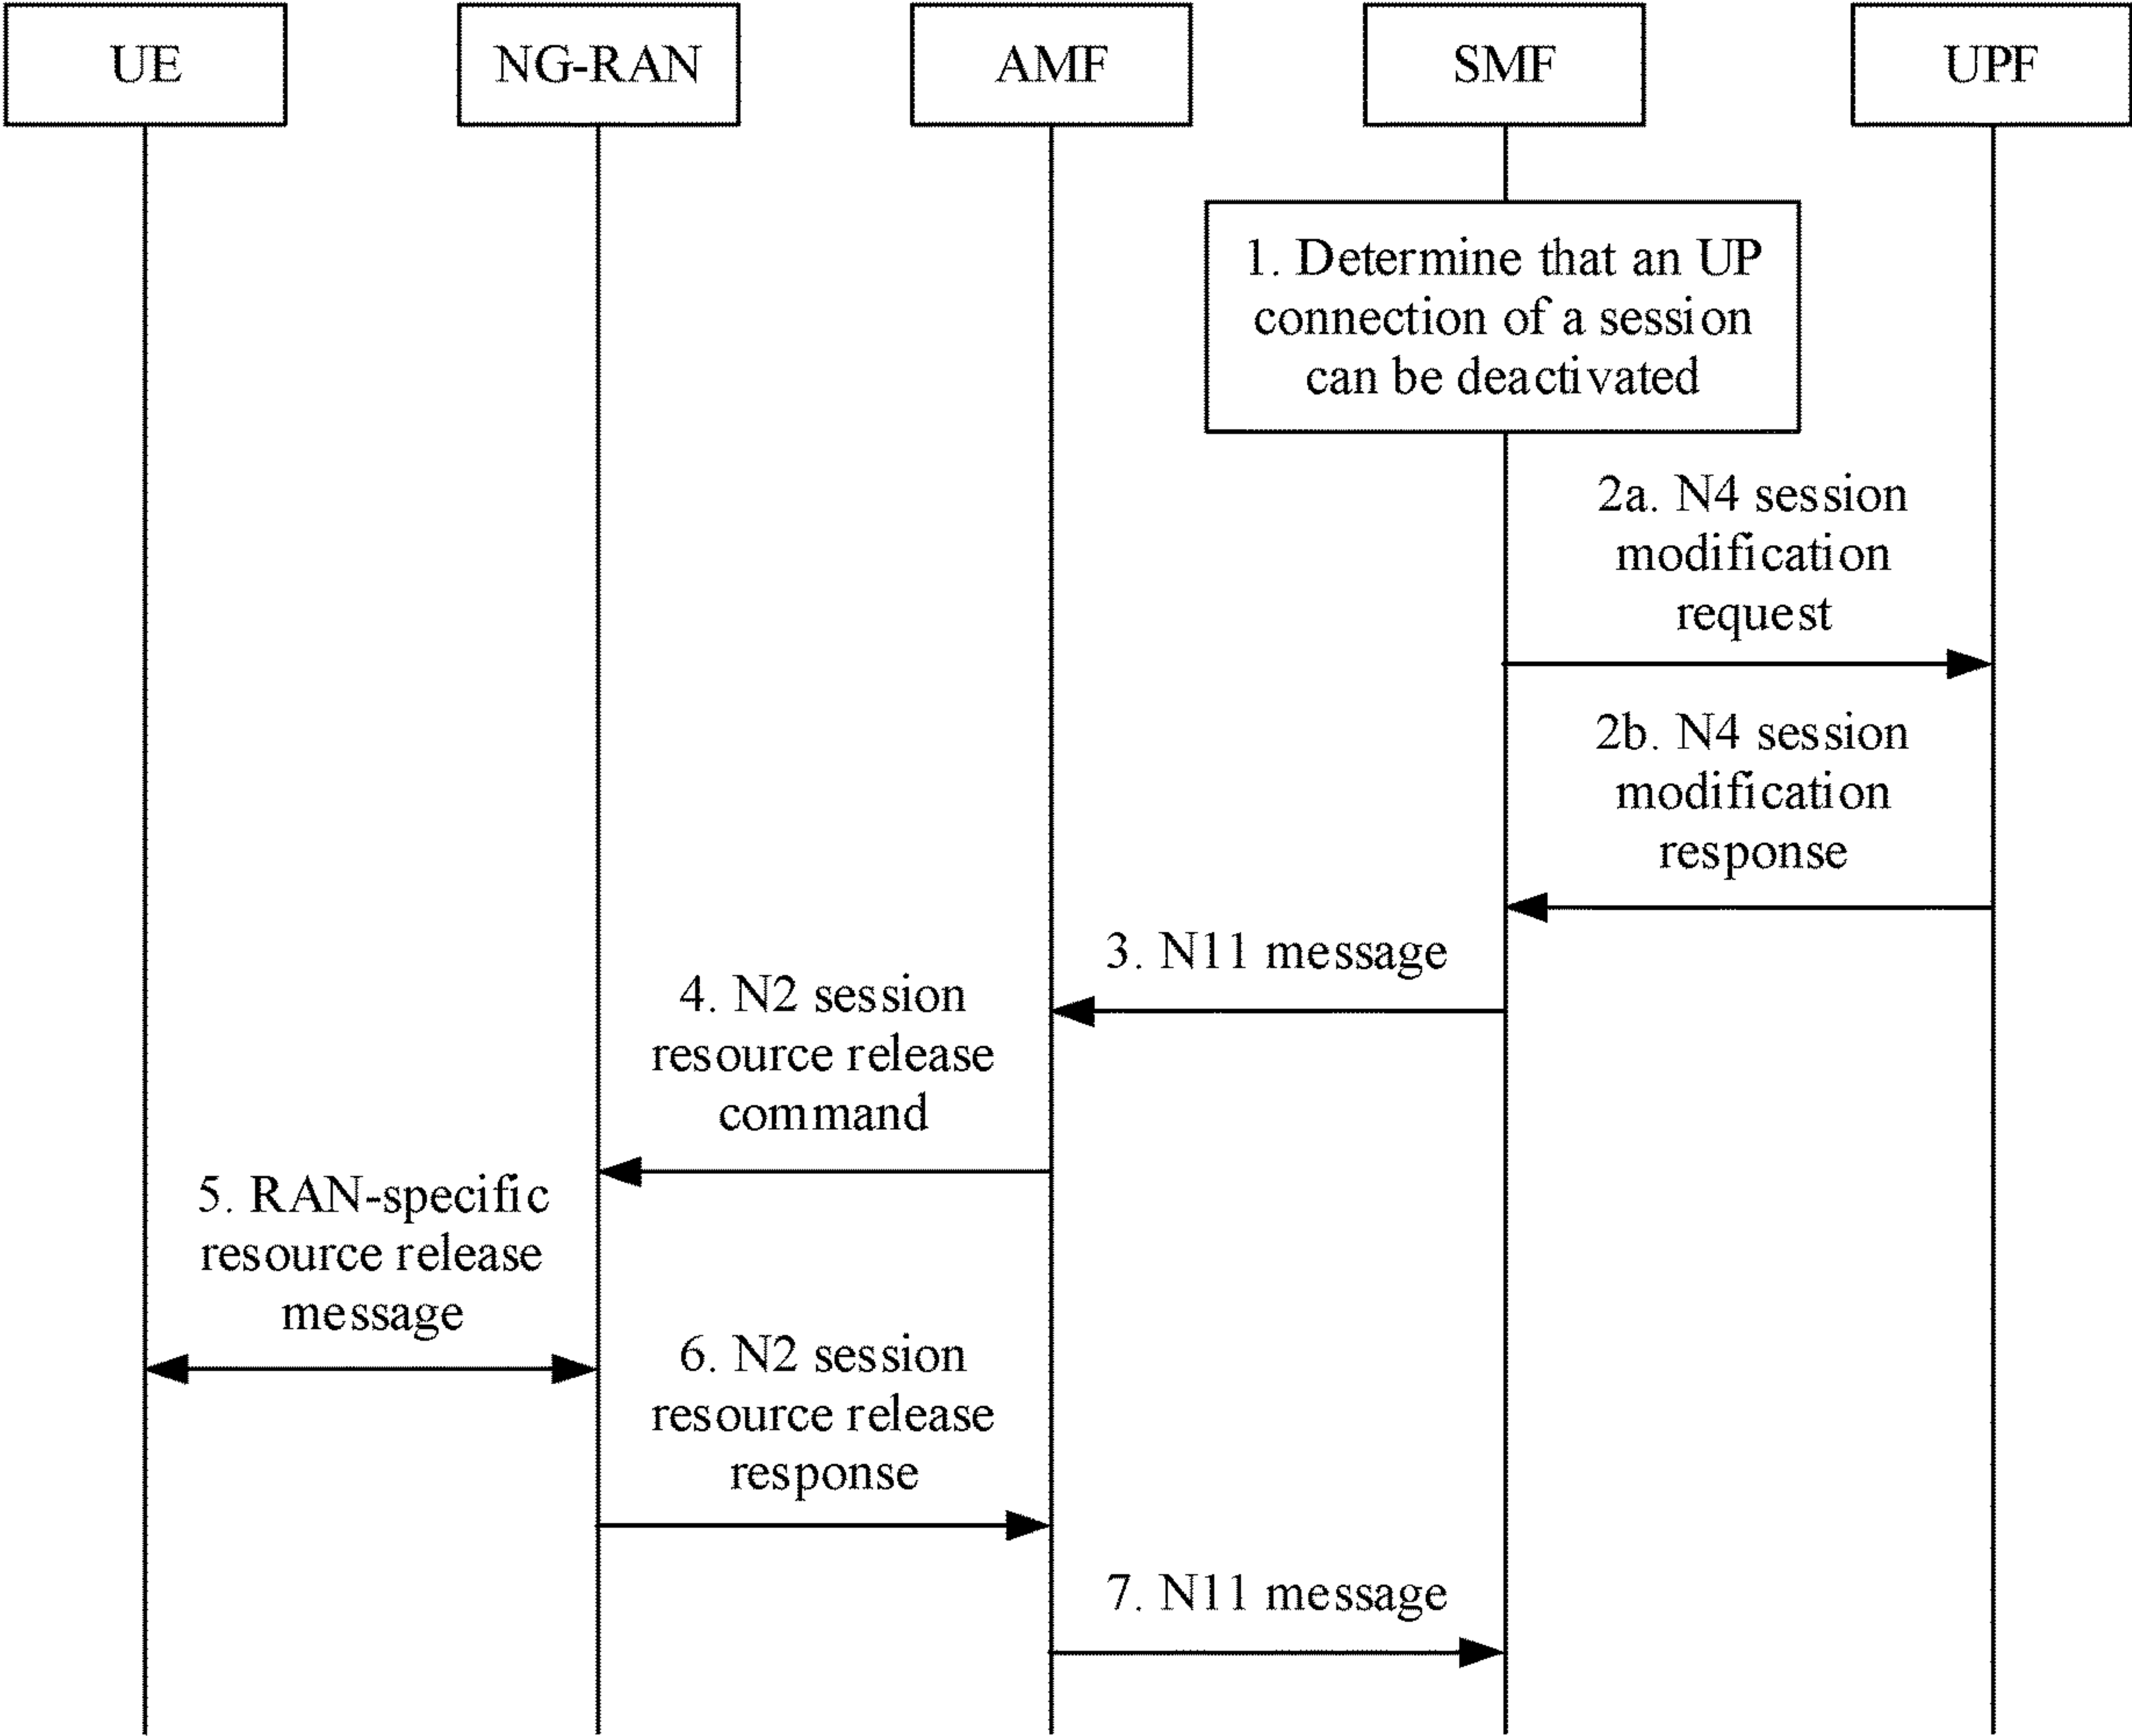 UE
NG-RAN
AMF
SMF
UPF
1. Determine that an UP
connection of a session
can be deactivated
2a. N4 session
modification
request
2b. N4 session
modification
response
3. N11 message
4. N2 session
resource release
command
5. RAN-specific
resource release
message
6. N2 session
resource release
response
7. N11 message